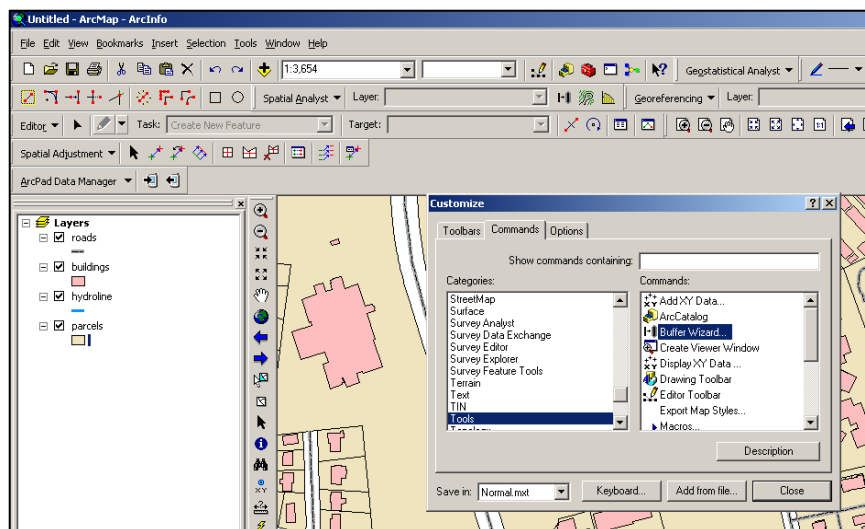 Untitled - ArcMap - ArcInfo
File Edit View Bookmarks Insert Selection Tools Window Help
1:3,654 Geostatistical Analyst
Spatial Analyst Layer: Georeferencing Layer:
Editor Task: Create New Feature Target: 1:1
Spatial Adjustment
ArcPad Data Manager
Layers
roads
buildings
hydroline
parcels
XY
Customize
Toolbars Commands Options
Show commands containing:
Categories: Commands:
StreetMap
Surface
Survey Analyst
Survey Data Exchange
Survey Editor
Survey Explorer
Survey Feature Tools
Terrain
Text
TIN
Tools
Topology
Add XY Data...
ArcCatalog
Buffer Wizard...
Create Viewer Window
Display XY Data ...
Drawing Toolbar
Editor Toolbar
Export Map Styles...
Macros...
Description
Save in: Normal.mxt Keyboard... Add from file... Close